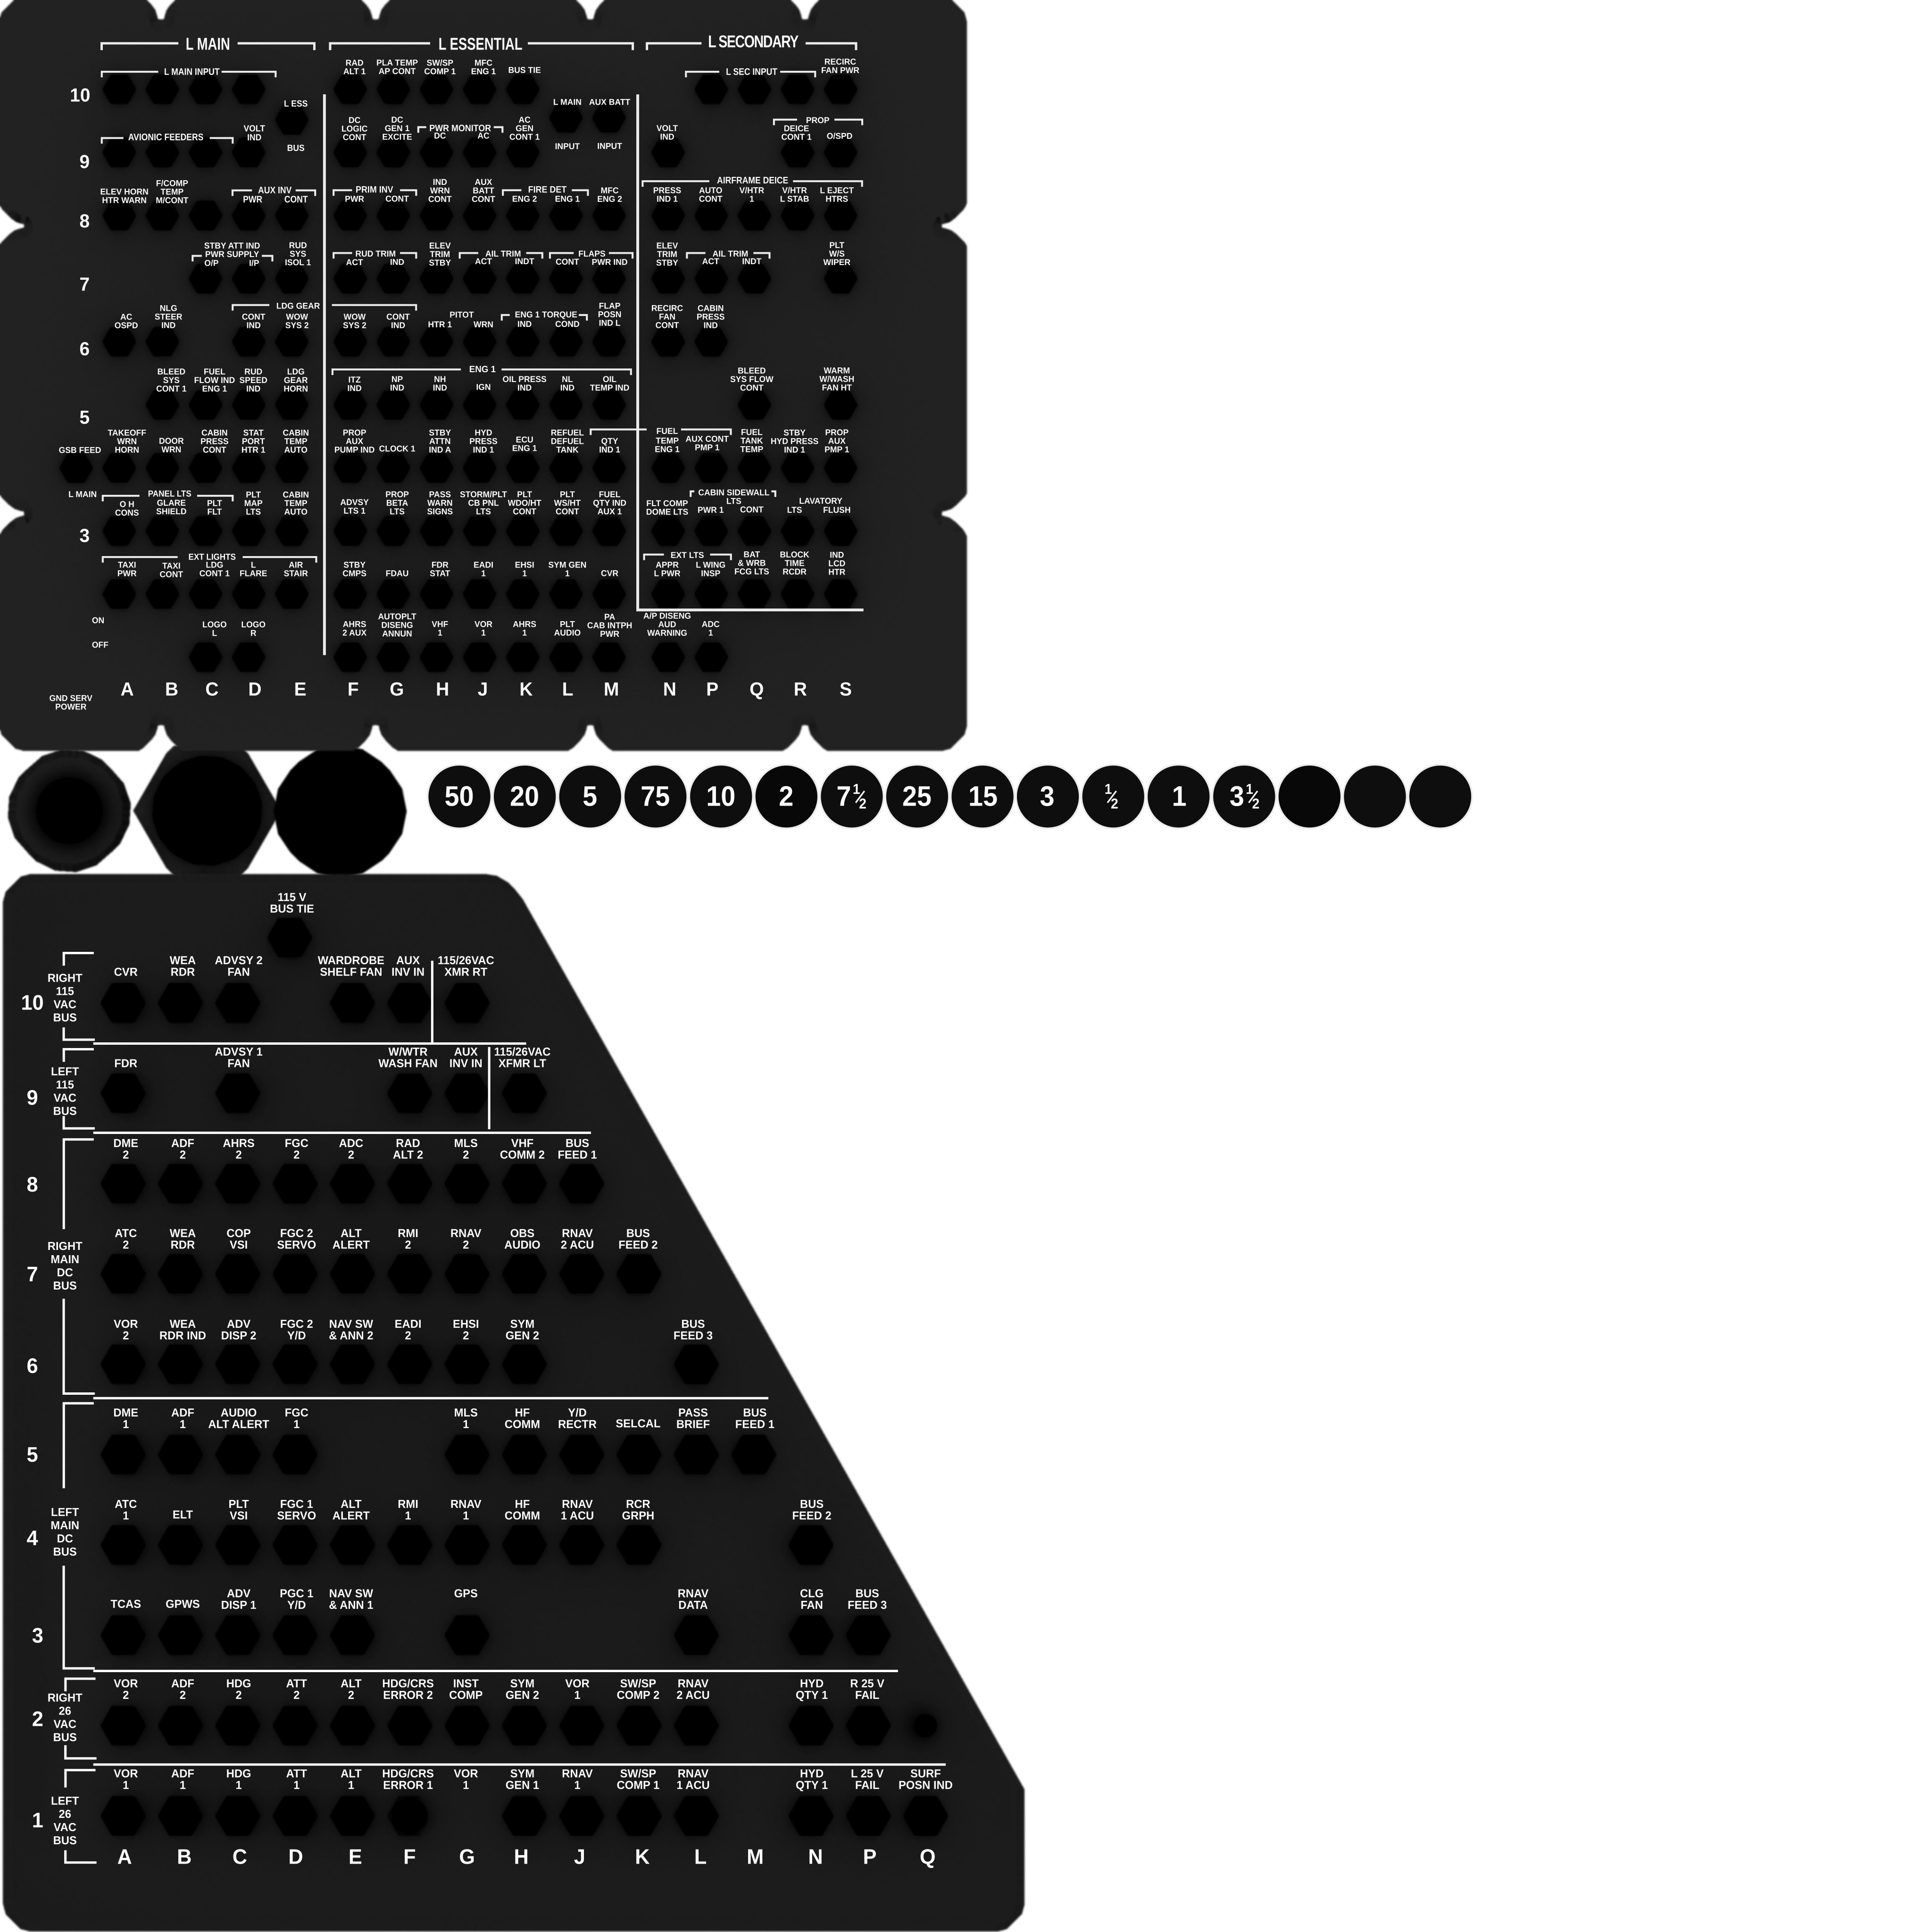 L MAIN L ESSENTIAL L SECONDARY
L MAIN INPUT
RAD ALT 1
PLA TEMP AP CONT
SW/SP COMP 1
MFC ENG 1
BUS TIE
L SEC INPUT
RECIRC FAN PWR
10
L ESS
BUS
L MAIN
INPUT
AUX BATT
INPUT
AVIONIC FEEDERS
VOLT IND
DC LOGIC CONT
DC GEN 1 EXCITE
PWR MONITOR
DC
AC
AC GEN CONT 1
VOLT IND
PROP
DEICE CONT 1
O/SPD
9
ELEV HORN HTR WARN
F/COMP TEMP M/CONT
AUX INV
PWR
CONT
PRIM INV
PWR
CONT
IND WRN CONT
AUX BATT CONT
FIRE DET
ENG 2
ENG 1
MFC ENG 2
AIRFRAME DEICE
PRESS IND 1
AUTO CONT
V/HTR 1
V/HTR L STAB
L EJECT HTRS
8
STBY ATT IND
PWR SUPPLY
O/P
I/P
RUD SYS ISOL 1
RUD TRIM
ACT
IND
ELEV TRIM STBY
AIL TRIM
ACT
INDT
FLAPS
CONT
PWR IND
ELEV TRIM STBY
AIL TRIM
ACT
INDT
PLT W/S WIPER
7
AC OSPD
NLG STEER IND
LDG GEAR
CONT IND
WOW SYS 2
WOW SYS 2
CONT IND
PITOT
HTR 1
WRN
ENG 1 TORQUE
IND
COND
FLAP POSN IND L
RECIRC FAN CONT
CABIN PRESS IND
6
BLEED SYS CONT 1
FUEL FLOW IND ENG 1
RUD SPEED IND
LDG GEAR HORN
ENG 1
ITZ IND
NP IND
NH IND
IGN
OIL PRESS IND
NL IND
OIL TEMP IND
BLEED SYS FLOW CONT
WARM W/WASH FAN HT
5
GSB FEED
TAKEOFF WRN HORN
DOOR WRN
CABIN PRESS CONT
STAT PORT HTR 1
CABIN TEMP AUTO
PROP AUX PUMP IND
CLOCK 1
STBY ATTN IND A
HYD PRESS IND 1
ECU ENG 1
REFUEL DEFUEL TANK
QTY IND 1
FUEL
TEMP ENG 1
AUX CONT PMP 1
FUEL TANK TEMP
STBY HYD PRESS IND 1
PROP AUX PMP 1
L MAIN
PANEL LTS
O H CONS
GLARE SHIELD
PLT FLT
PLT MAP LTS
CABIN TEMP AUTO
ADVSY LTS 1
PROP BETA LTS
PASS WARN SIGNS
STORM/PLT CB PNL LTS
PLT WDO/HT CONT
PLT WS/HT CONT
FUEL QTY IND AUX 1
FLT COMP DOME LTS
CABIN SIDEWALL LTS
PWR 1
CONT
LAVATORY
LTS
FLUSH
3
EXT LIGHTS
TAXI PWR
TAXI CONT
LDG CONT 1
L FLARE
AIR STAIR
STBY CMPS
FDAU
FDR STAT
EADI 1
EHSI 1
SYM GEN 1
CVR
EXT LTS
APPR L PWR
L WING INSP
BAT & WRB FCG LTS
BLOCK TIME RCDR
IND LCD HTR
ON
OFF
LOGO L
LOGO R
AHRS 2 AUX
AUTOPLT DISENG ANNUN
VHF 1
VOR 1
AHRS 1
PLT AUDIO
PA CAB INTPH PWR
A/P DISENG AUD WARNING
ADC 1
GND SERV POWER
A B C D E F G H J K L M N P Q R S
50 20 5 75 10 2 7½ 25 15 3 ½ 1 3½
115 V
BUS TIE
10
RIGHT 115 VAC BUS
CVR
WEA RDR
ADVSY 2 FAN
WARDROBE SHELF FAN
AUX INV IN
115/26VAC XMR RT
9
LEFT 115 VAC BUS
FDR
ADVSY 1 FAN
W/WTR WASH FAN
AUX INV IN
115/26VAC XFMR LT
8
DME 2
ADF 2
AHRS 2
FGC 2
ADC 2
RAD ALT 2
MLS 2
VHF COMM 2
BUS FEED 1
7
RIGHT MAIN DC BUS
ATC 2
WEA RDR
COP VSI
FGC 2 SERVO
ALT ALERT
RMI 2
RNAV 2
OBS AUDIO
RNAV 2 ACU
BUS FEED 2
6
VOR 2
WEA RDR IND
ADV DISP 2
FGC 2 Y/D
NAV SW & ANN 2
EADI 2
EHSI 2
SYM GEN 2
BUS FEED 3
5
DME 1
ADF 1
AUDIO ALT ALERT
FGC 1
MLS 1
HF COMM
Y/D RECTR
SELCAL
PASS BRIEF
BUS FEED 1
4
LEFT MAIN DC BUS
ATC 1
ELT
PLT VSI
FGC 1 SERVO
ALT ALERT
RMI 1
RNAV 1
HF COMM
RNAV 1 ACU
RCR GRPH
BUS FEED 2
3
TCAS
GPWS
ADV DISP 1
PGC 1 Y/D
NAV SW & ANN 1
GPS
RNAV DATA
CLG FAN
BUS FEED 3
2
RIGHT 26 VAC BUS
VOR 2
ADF 2
HDG 2
ATT 2
ALT 2
HDG/CRS ERROR 2
INST COMP
SYM GEN 2
VOR 1
SW/SP COMP 2
RNAV 2 ACU
HYD QTY 1
R 25 V FAIL
1
LEFT 26 VAC BUS
VOR 1
ADF 1
HDG 1
ATT 1
ALT 1
HDG/CRS ERROR 1
VOR 1
SYM GEN 1
RNAV 1
SW/SP COMP 1
RNAV 1 ACU
HYD QTY 1
L 25 V FAIL
SURF POSN IND
A B C D E F G H J K L M N P Q